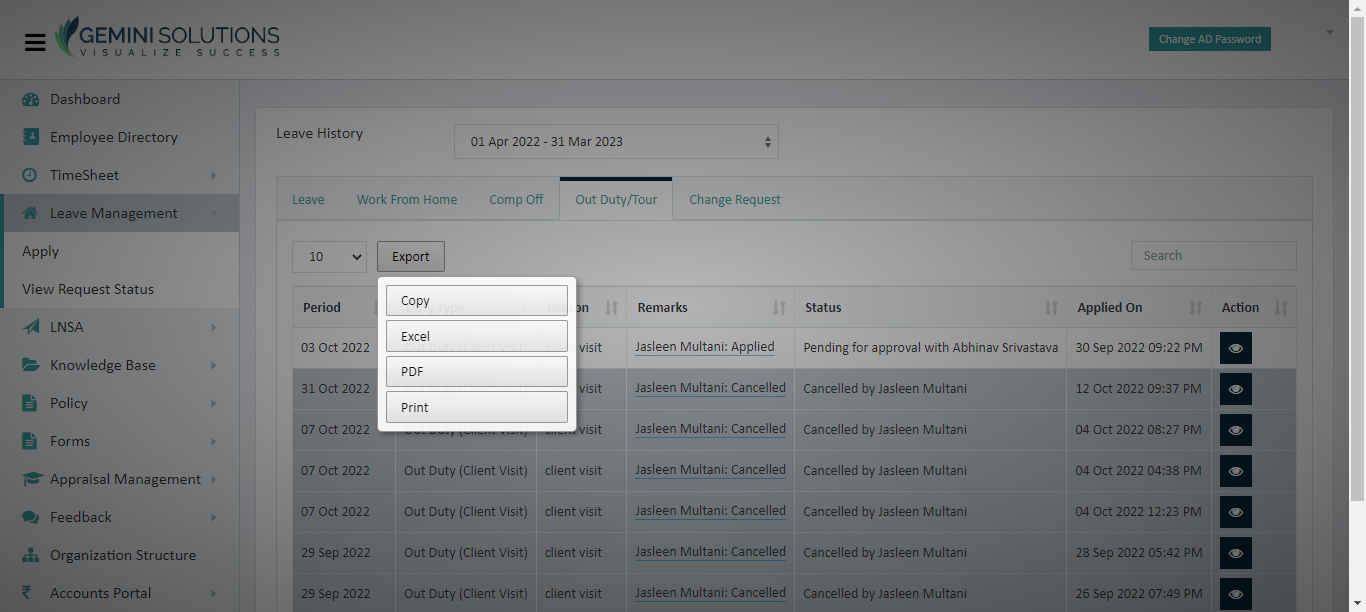 GEMINI SOLUTIONS
VISUALIZE SUCCESS
Change AD Password
Dashboard
Employee Directory
TimeSheet
Leave Management
Apply
View Request Status
LNSA
Knowledge Base
Policy
Forms
Appraisal Management
Feedback
Organization Structure
₹ Accounts Portal
Leave History
01 Apr 2022 - 31 Mar 2023
Leave Work From Home Comp Off Out Duty/Tour Change Request
10 Export Search
Copy
Excel
PDF
Print
Period Type Reason Remarks Status Applied On Action
03 Oct 2022 Out Duty (Client Visit) visit Jasleen Multani: Applied Pending for approval with Abhinav Srivastava 30 Sep 2022 09:22 PM
31 Oct 2022 visit Jasleen Multani: Cancelled Cancelled by Jasleen Multani 12 Oct 2022 09:37 PM
07 Oct 2022 Out Duty (Client Visit) visit Jasleen Multani: Cancelled Cancelled by Jasleen Multani 04 Oct 2022 08:27 PM
07 Oct 2022 Out Duty (Client Visit) client visit Jasleen Multani: Cancelled Cancelled by Jasleen Multani 04 Oct 2022 04:38 PM
07 Oct 2022 Out Duty (Client Visit) client visit Jasleen Multani: Cancelled Cancelled by Jasleen Multani 04 Oct 2022 12:23 PM
29 Sep 2022 Out Duty (Client Visit) client visit Jasleen Multani: Cancelled Cancelled by Jasleen Multani 28 Sep 2022 05:42 PM
29 Sep 2022 Out Duty (Client Visit) client visit Jasleen Multani: Cancelled Cancelled by Jasleen Multani 26 Sep 2022 07:49 PM